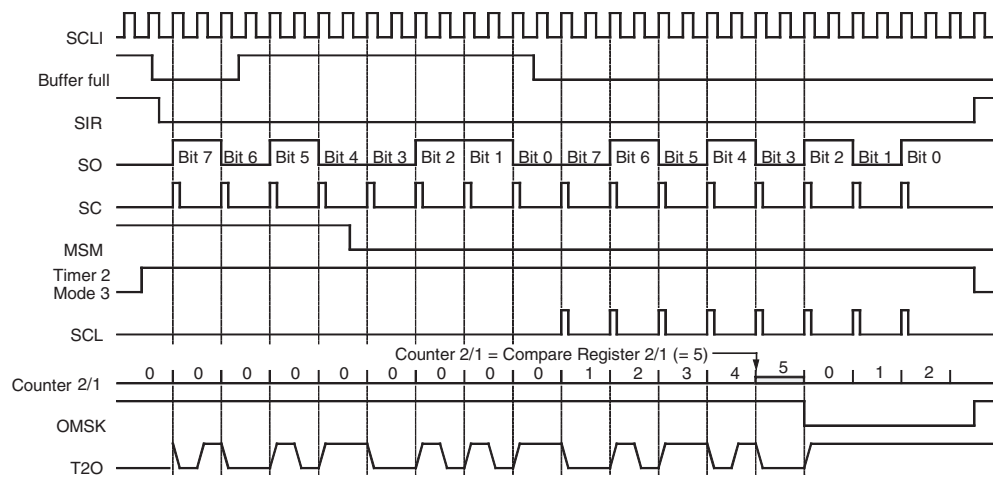 SCLI
Buffer full
SIR
SO Bit 7 Bit 6 Bit 5 Bit 4 Bit 3 Bit 2 Bit 1 Bit 0 Bit 7 Bit 6 Bit 5 Bit 4 Bit 3 Bit 2 Bit 1 Bit 0
SC
MSM
Timer 2
Mode 3
SCL
Counter 2/1 = Compare Register 2/1 (= 5)
Counter 2/1 0 0 0 0 0 0 0 0 0 1 2 3 4 5 0 1 2
OMSK
T2O